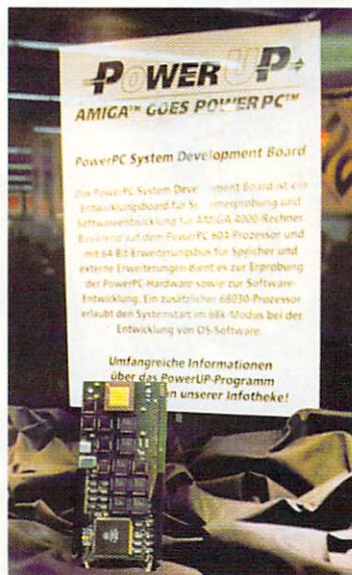 POWER UP
AMIGA™ GOES POWER PC™
PowerPC System Development Board
Das PowerPC System Development Board ist ein
Entwicklungsboard für Systemerprobung und
Softwareentwicklung für AMIGA 4000-Rechner.
Basierend auf dem PowerPC 604-Prozessor und
mit 64 Bit-Erweiterungsbus für Speicher und
externe Erweiterungen dient es zur Erprobung
der PowerPC-Hardware sowie zur Software-
Entwicklung. Ein zusätzlicher 68030-Prozessor
erlaubt den Systemstart im 68k-Modus bei der
Entwicklung von OS-Software.
Umfangreiche Informationen
über das PowerUP-Programm
unserer Infotheke!